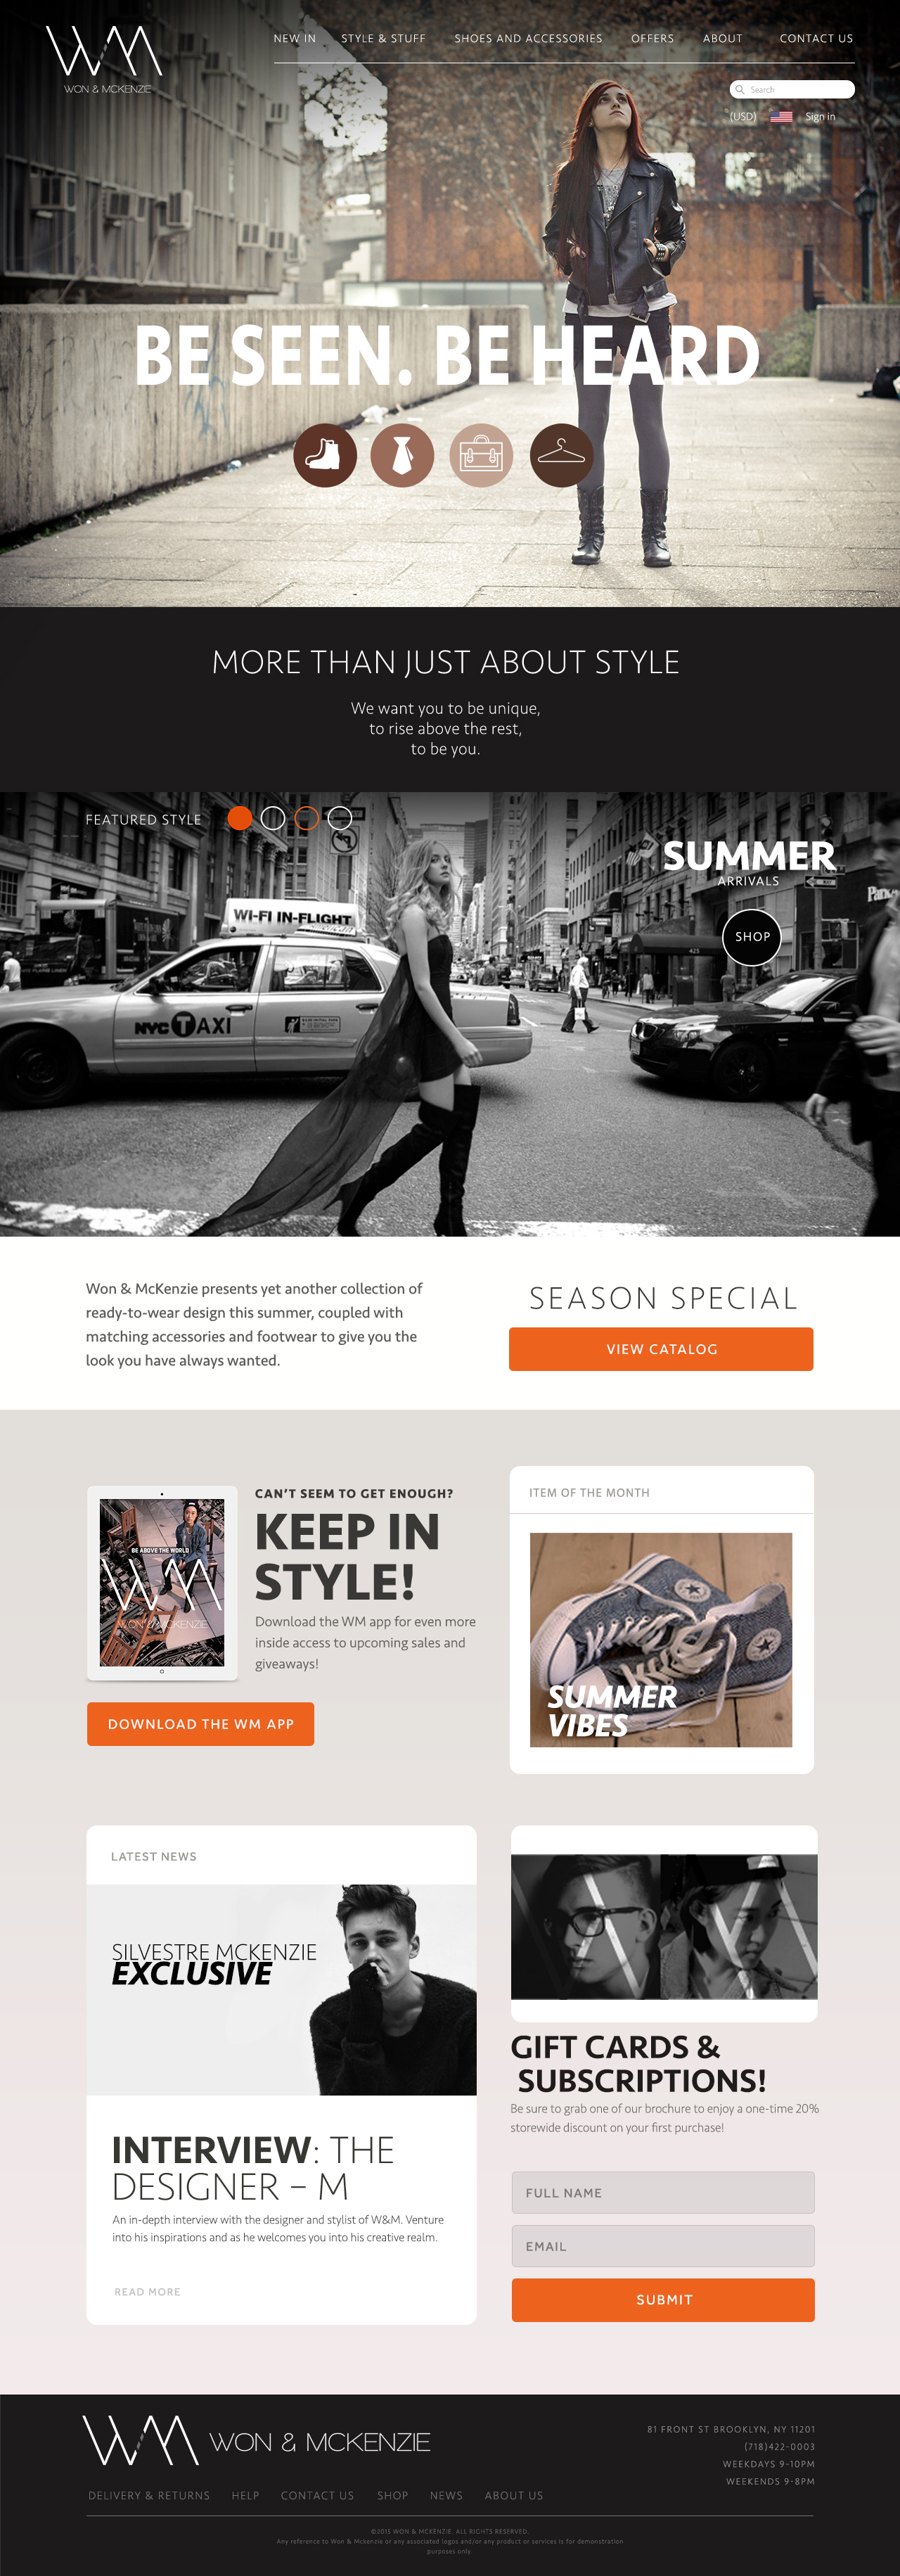 WM
WON & MCKENZIE
NEW IN STYLE & STUFF SHOES AND ACCESSORIES OFFERS ABOUT CONTACT US
Search
(USD) Sign in
BE SEEN. BE HEARD
MORE THAN JUST ABOUT STYLE
We want you to be unique,
to rise above the rest,
to be you.
FEATURED STYLE
SUMMER
ARRIVALS
SHOP
WI-FI IN-FLIGHT
NYC TAXI
425
Won & McKenzie presents yet another collection of
ready-to-wear design this summer, coupled with
matching accessories and footwear to give you the
look you have always wanted.
SEASON SPECIAL
VIEW CATALOG
BE ABOVE THE WORLD
WM
WON & MCKENZIE
CAN'T SEEM TO GET ENOUGH?
KEEP IN
STYLE!
Download the WM app for even more
inside access to upcoming sales and
giveaways!
DOWNLOAD THE WM APP
ITEM OF THE MONTH
SUMMER
VIBES
LATEST NEWS
SILVESTRE MCKENZIE
EXCLUSIVE
INTERVIEW: THE
DESIGNER – M
An in-depth interview with the designer and stylist of W&M. Venture
into his inspirations and as he welcomes you into his creative realm.
READ MORE
GIFT CARDS &
SUBSCRIPTIONS!
Be sure to grab one of our brochure to enjoy a one-time 20%
storewide discount on your first purchase!
FULL NAME
EMAIL
SUBMIT
WM WON & MCKENZIE
81 FRONT ST BROOKLYN, NY 11201
(718)422-0003
WEEKDAYS 9-10PM
WEEKENDS 9-8PM
DELIVERY & RETURNS HELP CONTACT US SHOP NEWS ABOUT US
©2015 WON & MCKENZIE. ALL RIGHTS RESERVED.
Any reference to Won & Mckenzie or any associated logos and/or any product or services is for demonstration
purposes only.